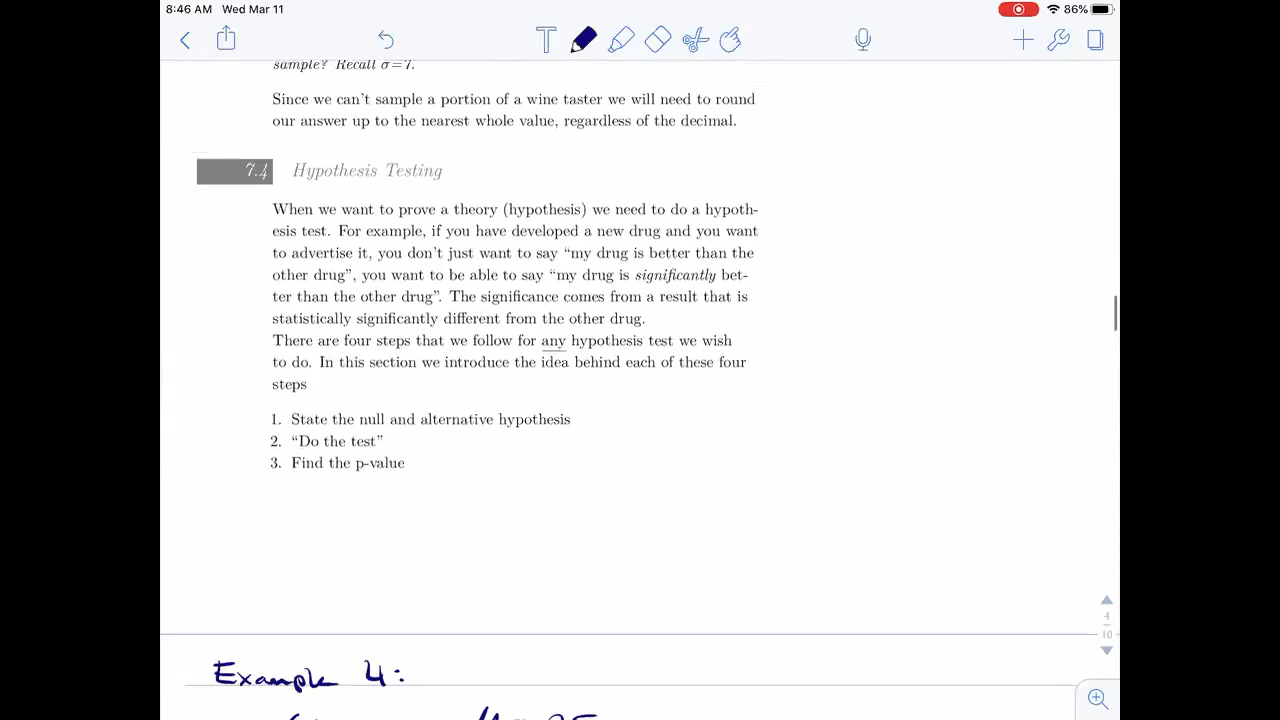 8:46 AM Wed Mar 11
86%
T
sample? Recall σ=7.
Since we can't sample a portion of a wine taster we will need to round
our answer up to the nearest whole value, regardless of the decimal.
7.4 Hypothesis Testing
When we want to prove a theory (hypothesis) we need to do a hypoth-
esis test. For example, if you have developed a new drug and you want
to advertise it, you don't just want to say “my drug is better than the
other drug”, you want to be able to say “my drug is significantly bet-
ter than the other drug”. The significance comes from a result that is
statistically significantly different from the other drug.
There are four steps that we follow for any hypothesis test we wish
to do. In this section we introduce the idea behind each of these four
steps
1. State the null and alternative hypothesis
2. “Do the test”
3. Find the p-value
4
10
Example 4: